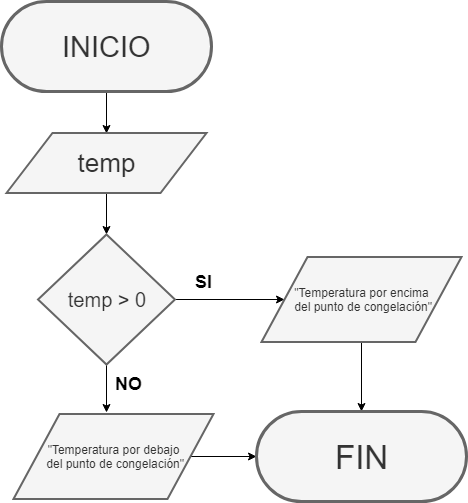 INICIO
temp
temp > 0
SI
"Temperatura por encima
del punto de congelación"
NO
"Temperatura por debajo
del punto de congelación"
FIN